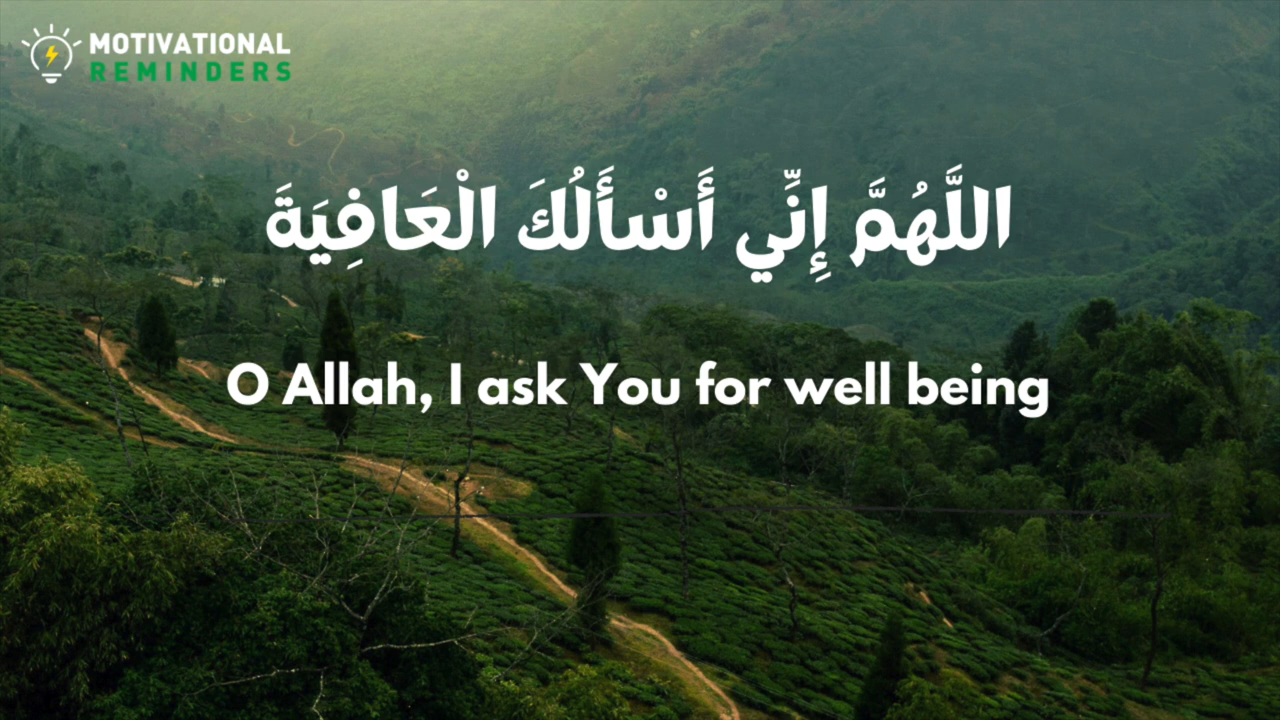 MOTIVATIONAL
REMINDERS
اللَّهُمَّ إِنِّي أَسْأَلُكَ الْعَافِيَةَ
O Allah, I ask You for well being